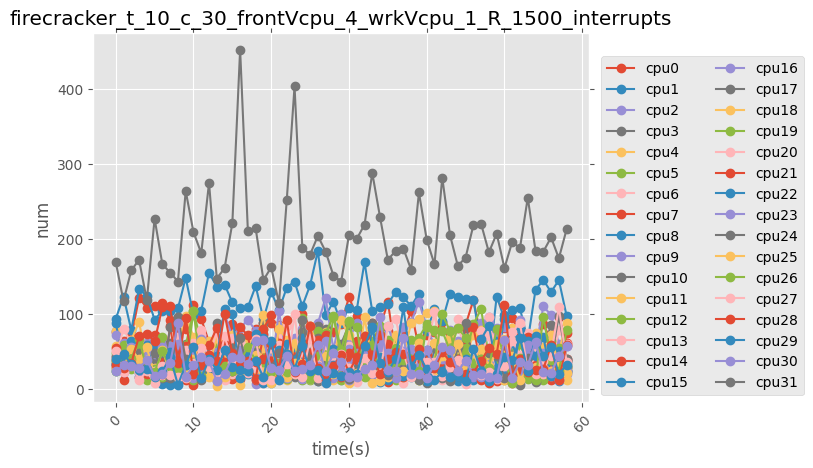 firecracker_t_10_c_30_frontVcpu_4_wrkVcpu_1_R_1500_interrupts
400
300
200
100
0
num
0
10
20
30
40
50
60
time(s)
cpu0
cpu1
cpu2
cpu3
cpu4
cpu5
cpu6
cpu7
cpu8
cpu9
cpu10
cpu11
cpu12
cpu13
cpu14
cpu15
cpu16
cpu17
cpu18
cpu19
cpu20
cpu21
cpu22
cpu23
cpu24
cpu25
cpu26
cpu27
cpu28
cpu29
cpu30
cpu31